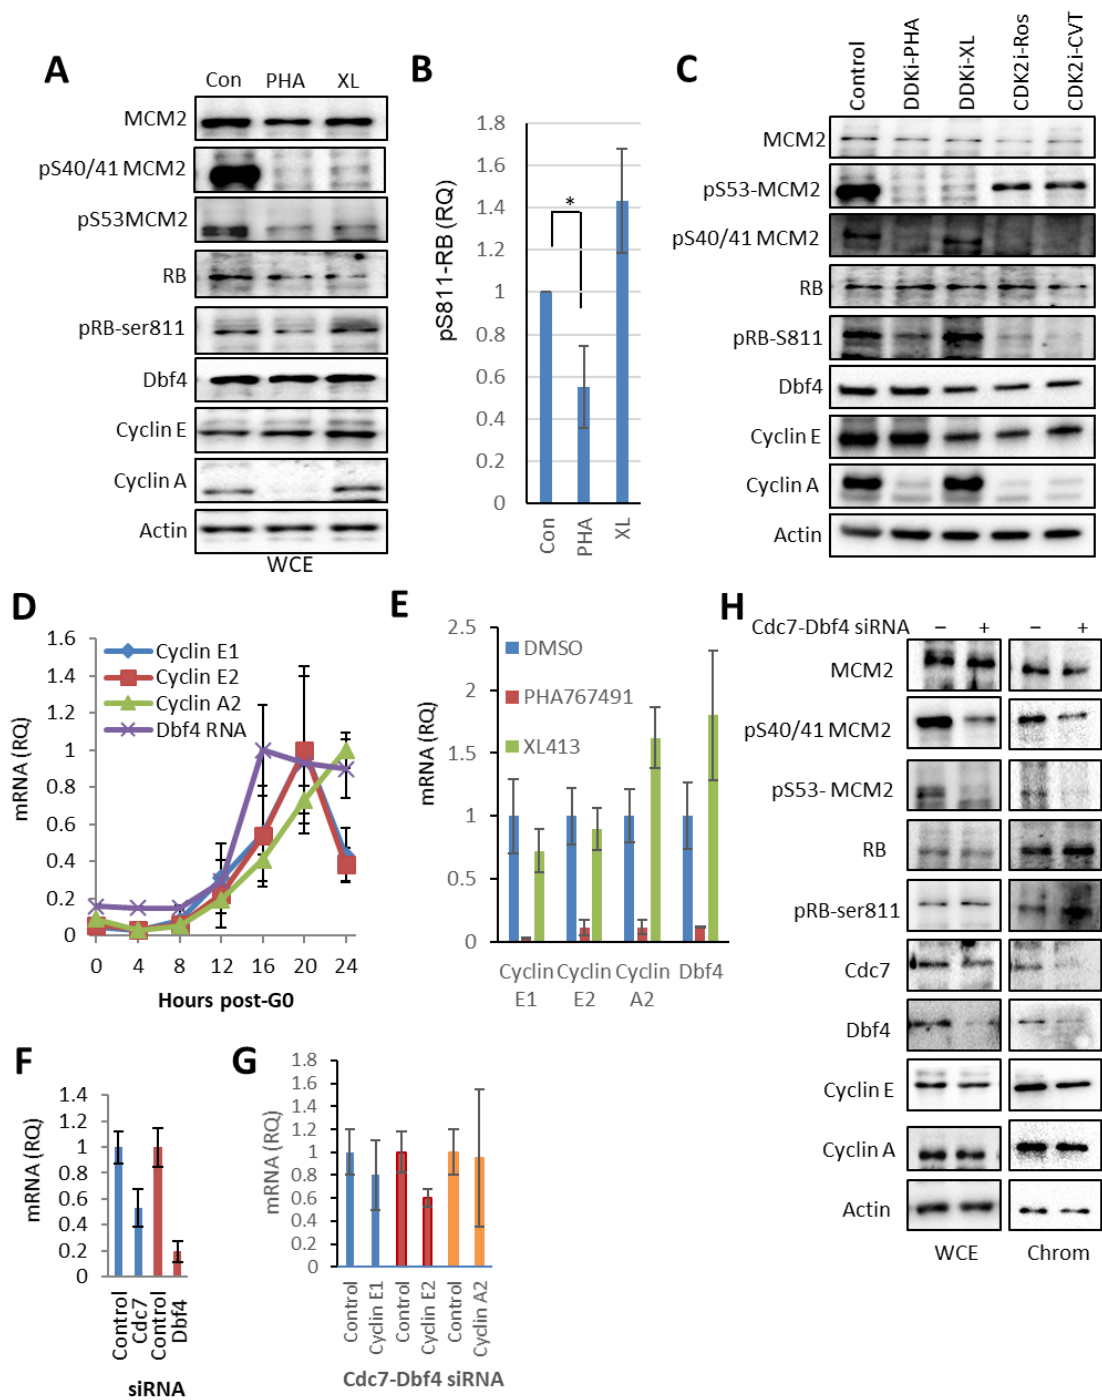 A
Con PHA XL
MCM2
pS40/41 MCM2
pS53MCM2
RB
pRB-ser811
Dbf4
Cyclin E
Cyclin A
Actin
WCE
B
pS811-RB (RQ)
1.8
1.6
1.4
1.2
1
0.8
0.6
0.4
0.2
0
*
Con
PHA
XL
C
Control
DDKi-PHA
DDKi-XL
CDK2i-Ros
CDK2i-CVT
MCM2
pS53-MCM2
pS40/41 MCM2
RB
pRB-S811
Dbf4
Cyclin E
Cyclin A
Actin
D
mRNA (RQ)
1.6
1.4
1.2
1
0.8
0.6
0.4
0.2
0
Cyclin E1
Cyclin E2
Cyclin A2
Dbf4 RNA
0 4 8 12 16 20 24
Hours post-G0
E
mRNA (RQ)
2.5
2
1.5
1
0.5
0
DMSO
PHA767491
XL413
Cyclin E1
Cyclin E2
Cyclin A2
Dbf4
F
mRNA (RQ)
1.4
1.2
1
0.8
0.6
0.4
0.2
0
Control
Cdc7
Control
Dbf4
siRNA
G
mRNA (RQ)
1.8
1.6
1.4
1.2
1
0.8
0.6
0.4
0.2
0
Control
Cyclin E1
Control
Cyclin E2
Control
Cyclin A2
Cdc7-Dbf4 siRNA
H
Cdc7-Dbf4 siRNA – + – +
MCM2
pS40/41 MCM2
pS53- MCM2
RB
pRB-ser811
Cdc7
Dbf4
Cyclin E
Cyclin A
Actin
WCE Chrom